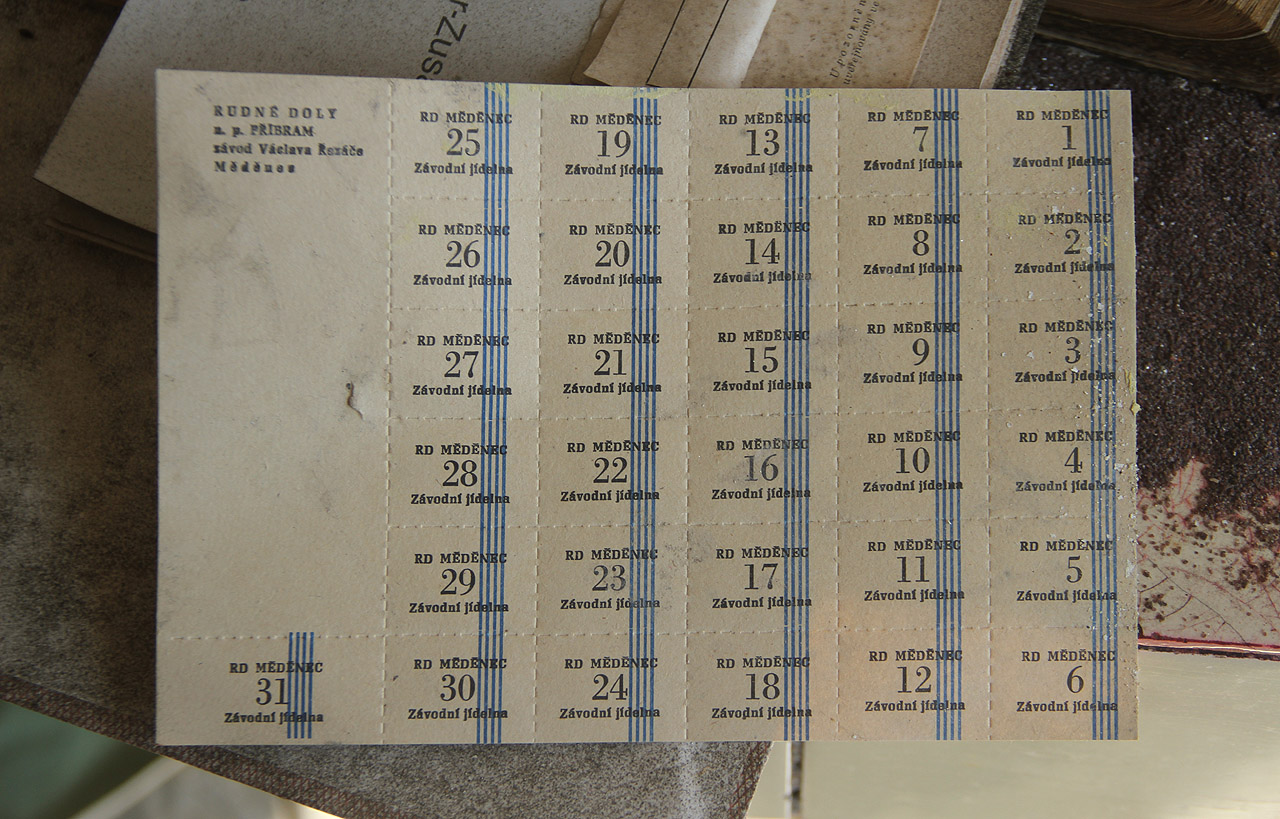 r-Zus
Upozorněn
uveřejňovaný ve
RUDNÉ DOLY
n. p. PŘÍBRAM
závod Václava Řezáče
Měděnec
RD MĚDĚNEC
25
Závodní jídelna
RD MĚDĚNEC
19
Závodní jídelna
RD MĚDĚNEC
13
Závodní jídelna
RD MĚDĚNEC
7
Závodní jídelna
RD MĚDĚNEC
1
Závodní jídelna
RD MĚDĚNEC
26
Závodní jídelna
RD MĚDĚNEC
20
Závodní jídelna
RD MĚDĚNEC
14
Závodní jídelna
RD MĚDĚNEC
8
Závodní jídelna
RD MĚDĚNEC
2
Závodní jídelna
RD MĚDĚNEC
27
Závodní jídelna
RD MĚDĚNEC
21
Závodní jídelna
RD MĚDĚNEC
15
Závodní jídelna
RD MĚDĚNEC
9
Závodní jídelna
RD MĚDĚNEC
3
Závodní jídelna
RD MĚDĚNEC
28
Závodní jídelna
RD MĚDĚNEC
22
Závodní jídelna
RD MĚDĚNEC
16
Závodní jídelna
RD MĚDĚNEC
10
Závodní jídelna
RD MĚDĚNEC
4
Závodní jídelna
RD MĚDĚNEC
29
Závodní jídelna
RD MĚDĚNEC
23
Závodní jídelna
RD MĚDĚNEC
17
Závodní jídelna
RD MĚDĚNEC
11
Závodní jídelna
RD MĚDĚNEC
5
Závodní jídelna
RD MĚDĚNEC
31
Závodní jídelna
RD MĚDĚNEC
30
Závodní jídelna
RD MĚDĚNEC
24
Závodní jídelna
RD MĚDĚNEC
18
Závodní jídelna
RD MĚDĚNEC
12
Závodní jídelna
RD MĚDĚNEC
6
Závodní jídelna